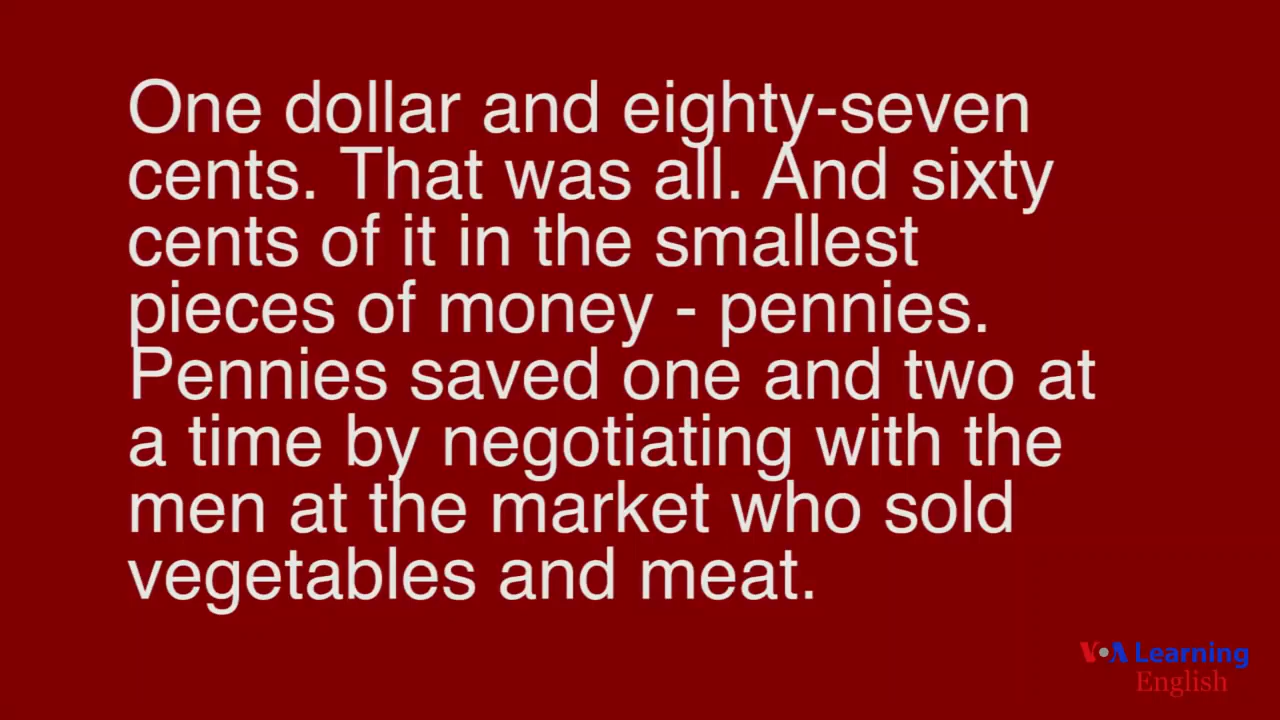 One dollar and eighty-seven
cents. That was all. And sixty
cents of it in the smallest
pieces of money - pennies.
Pennies saved one and two at
a time by negotiating with the
men at the market who sold
vegetables and meat.
VOA Learning
English